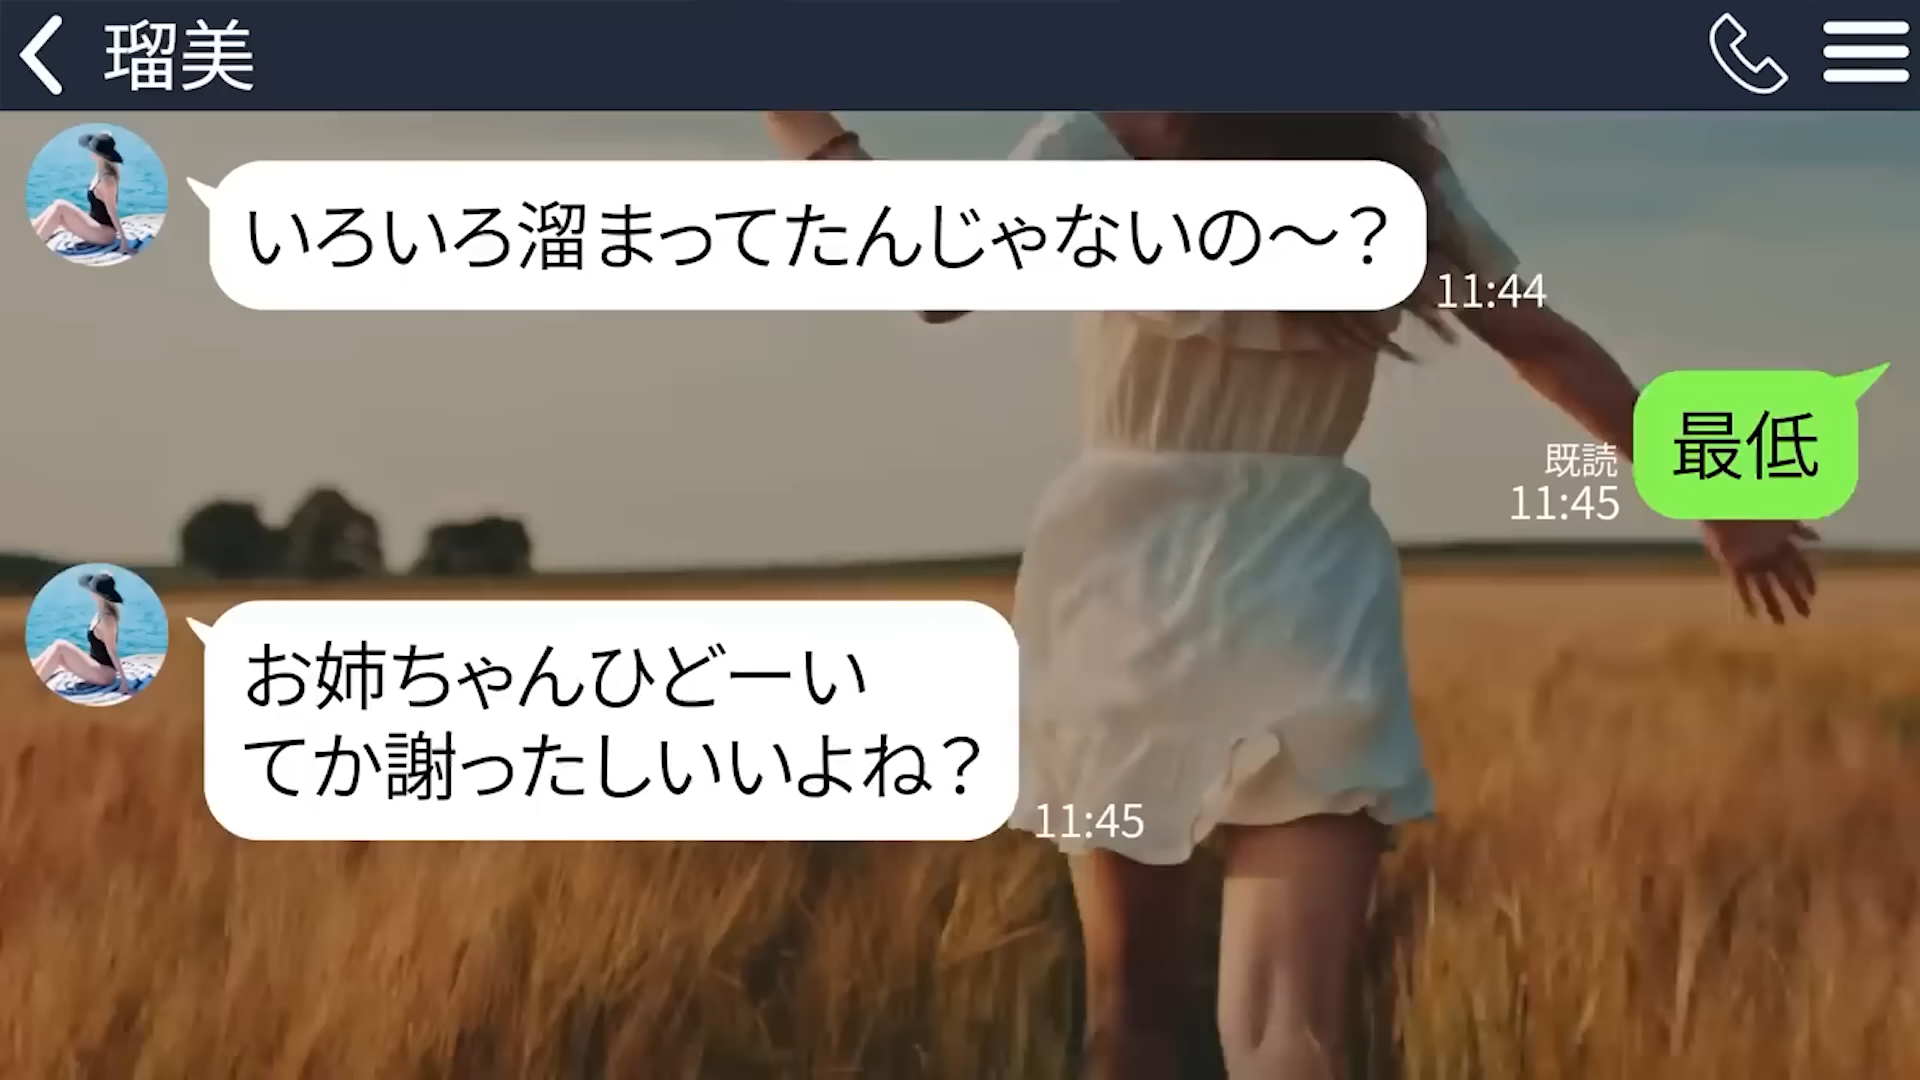 瑠美
いろいろ溜まってたんじゃないの〜？
11:44
最低
既読
11:45
お姉ちゃんひどーい
てか謝ったしいいよね？
11:45